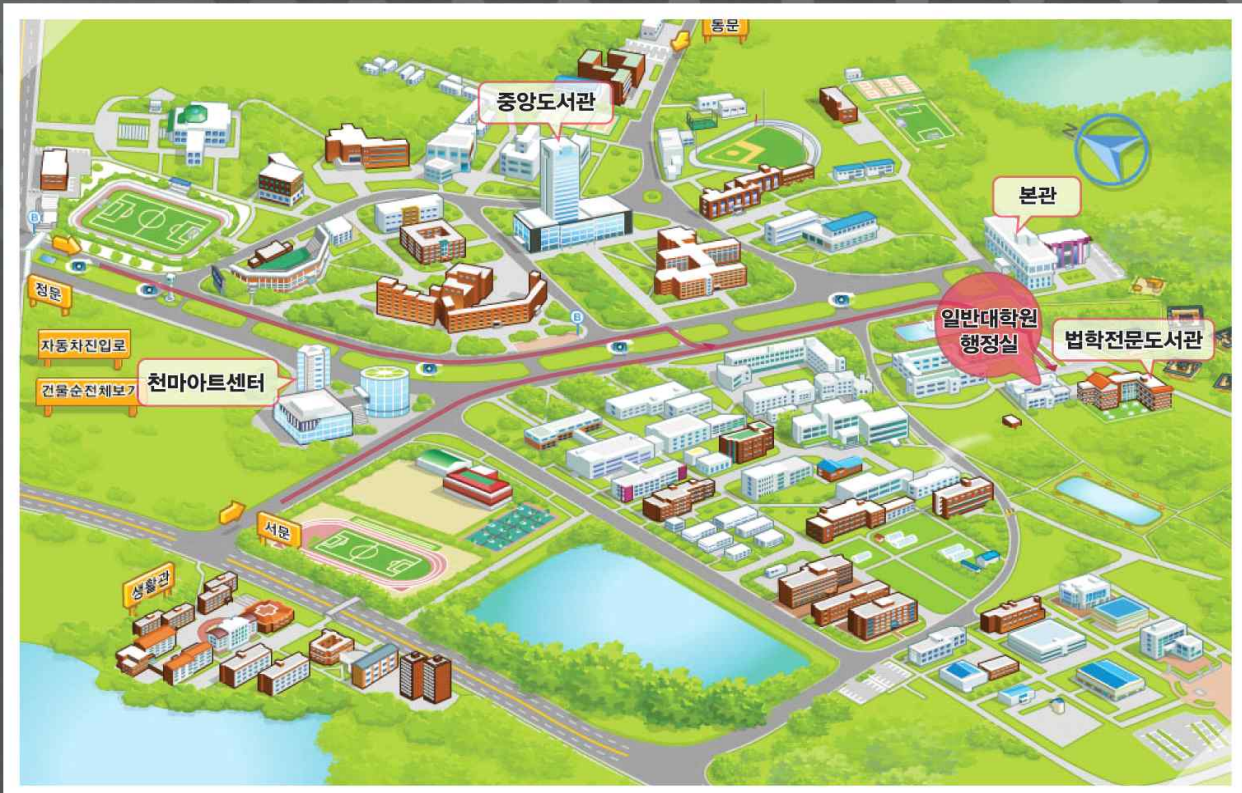 동문
중앙도서관
N
본관
B
정문
일반대학원
행정실
법학전문도서관
자동차진입로
B
건물순전체보기
천마아트센터
서문
생활관